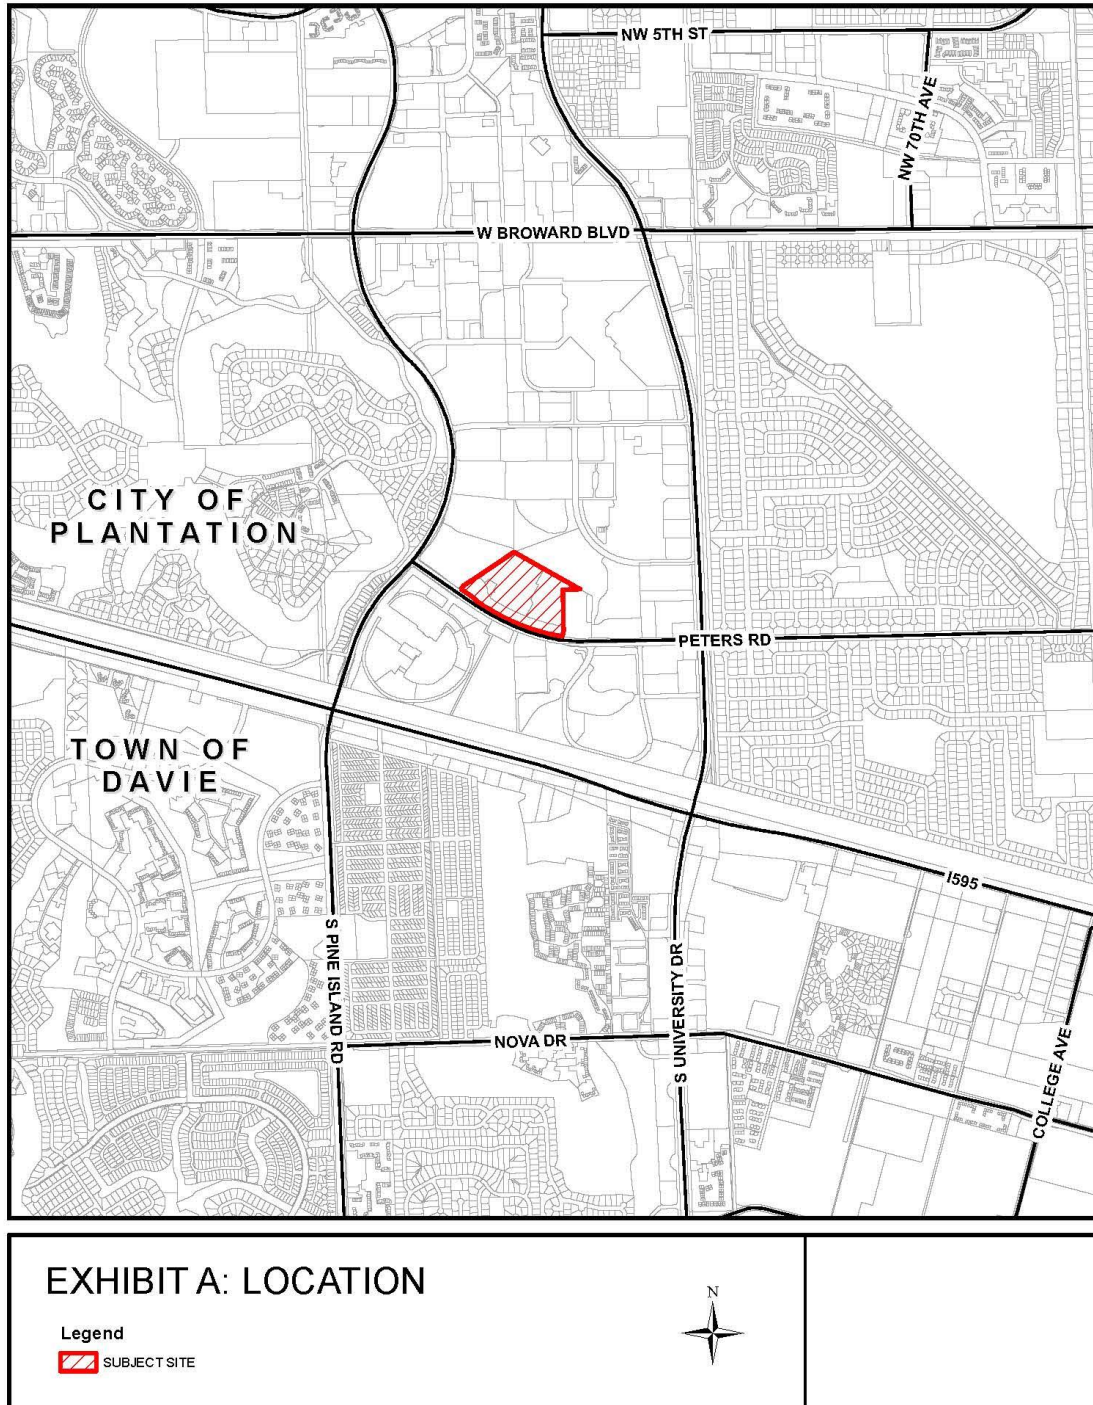 NW 5TH ST
NW 70TH AVE
W BROWARD BLVD
CITY OF
PLANTATION
PETERS RD
TOWN OF
DAVIE
I595
S PINE ISLAND RD
S UNIVERSITY DR
NOVA DR
COLLEGE AVE
EXHIBIT A: LOCATION
N
Legend
SUBJECT SITE